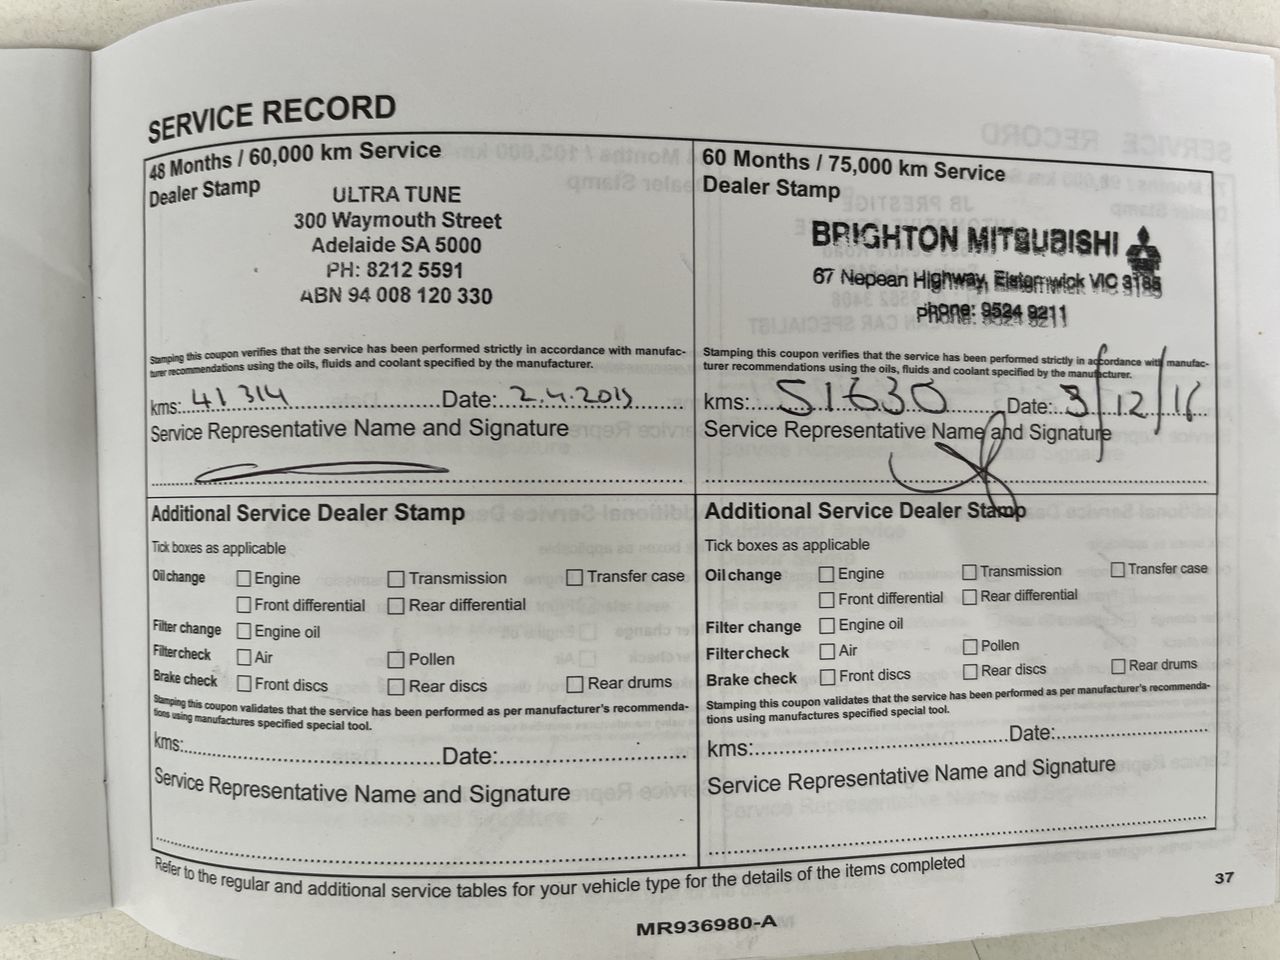 SERVICE RECORD
48 Months / 60,000 km Service
Dealer Stamp
ULTRA TUNE
300 Waymouth Street
Adelaide SA 5000
PH: 8212 5591
ABN 94 008 120 330
Stamping this coupon verifies that the service has been performed strictly in accordance with manufac-
turer recommendations using the oils, fluids and coolant specified by the manufacturer.
kms: 41314 Date: 2.4.2015
Service Representative Name and Signature
60 Months / 75,000 km Service
Dealer Stamp
BRIGHTON MITSUBISHI
67 Nepean Highway, Elsternwick VIC 3185
Phone: 9524 9211
Stamping this coupon verifies that the service has been performed strictly in accordance with manufac-
turer recommendations using the oils, fluids and coolant specified by the manufacturer.
kms: 51630 Date: 3/12/16
Service Representative Name and Signature
Additional Service Dealer Stamp
Tick boxes as applicable
Oil change Engine Transmission Transfer case
Front differential Rear differential
Filter change Engine oil
Filter check Air Pollen
Brake check Front discs Rear discs Rear drums
Stamping this coupon validates that the service has been performed as per manufacturer's recommenda-
tions using manufactures specified special tool.
kms: Date:
Service Representative Name and Signature
Additional Service Dealer Stamp
Tick boxes as applicable
Oil change Engine Transmission Transfer case
Front differential Rear differential
Filter change Engine oil
Filter check Air Pollen
Brake check Front discs Rear discs Rear drums
Stamping this coupon validates that the service has been performed as per manufacturer's recommenda-
tions using manufactures specified special tool.
kms: Date:
Service Representative Name and Signature
Refer to the regular and additional service tables for your vehicle type for the details of the items completed
37
MR936980-A